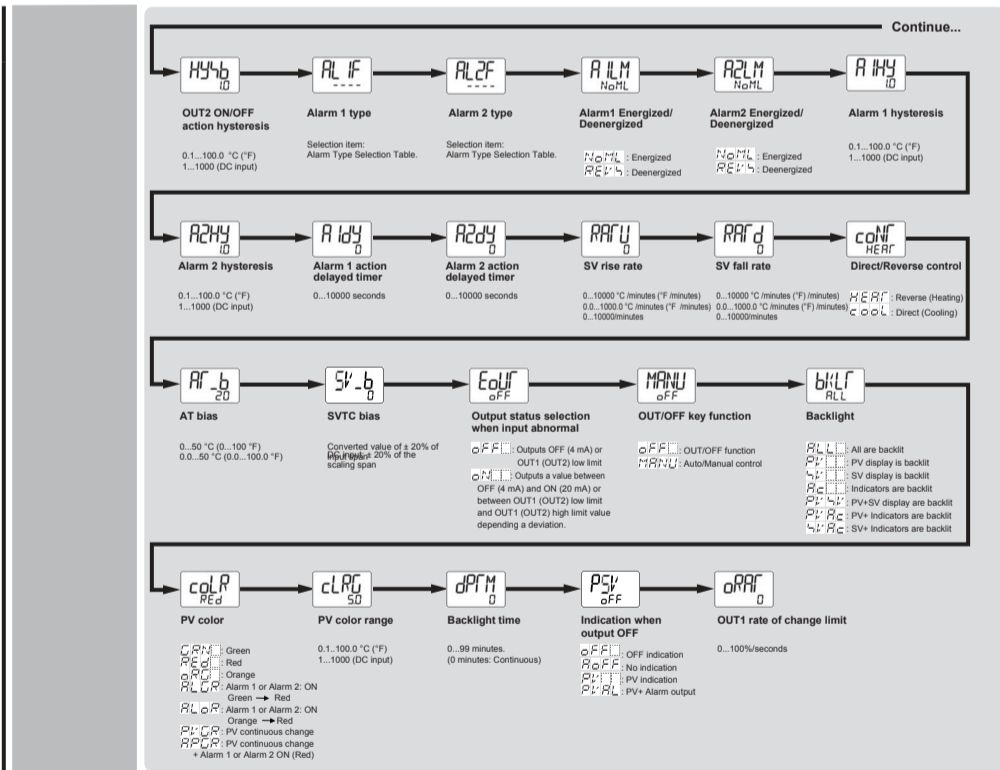 Continue...
HYsb
1.0
OUT2 ON/OFF
action hysteresis
0.1...100.0 °C (°F)
1...1000 (DC input)
AL1F
----
Alarm 1 type
Selection item:
Alarm Type Selection Table.
AL2F
----
Alarm 2 type
Selection item:
Alarm Type Selection Table.
A1LM
NoML
Alarm1 Energized/
Deenergized
NoML : Energized
REVS : Deenergized
A2LM
NoML
Alarm2 Energized/
Deenergized
NoML : Energized
REVS : Deenergized
A1HY
1.0
Alarm 1 hysteresis
0.1...100.0 °C (°F)
1...1000 (DC input)
A2HY
1.0
Alarm 2 hysteresis
0.1...100.0 °C (°F)
1...1000 (DC input)
A1dY
0
Alarm 1 action
delayed timer
0...10000 seconds
A2dY
0
Alarm 2 action
delayed timer
0...10000 seconds
RATU
0
SV rise rate
0...10000 °C /minutes (°F /minutes)
0.0...1000.0 °C /minutes (°F /minutes)
0...10000/minutes
RATd
0
SV fall rate
0...10000 °C /minutes (°F) /minutes)
0.0...1000.0 °C /minutes (°F) /minutes)
0...10000/minutes
coNT
HEAT
Direct/Reverse control
HEAT : Reverse (Heating)
cooL : Direct (Cooling)
AT_b
20
AT bias
0...50 °C (0...100 °F)
0.0...50 °C (0.0...100.0 °F)
SV_b
0
SVTC bias
Converted value of ± 20% of
input span
DC input: ± 20% of the
scaling span
EoUT
oFF
Output status selection
when input abnormal
oFF : Outputs OFF (4 mA) or
OUT1 (OUT2) low limit
oN : Outputs a value between
OFF (4 mA) and ON (20 mA) or
between OUT1 (OUT2) low limit
and OUT1 (OUT2) high limit value
depending a deviation.
MANU
oFF
OUT/OFF key function
oFF : OUT/OFF function
MANU : Auto/Manual control
bKLT
ALL
Backlight
ALL : All are backlit
PV : PV display is backlit
SV : SV display is backlit
Ac : Indicators are backlit
PVSV : PV+SV display are backlit
PVAc : PV+ Indicators are backlit
SVAc : SV+ Indicators are backlit
coLR
REd
PV color
GRN : Green
REd : Red
oRG : Orange
ALGR : Alarm 1 or Alarm 2: ON
Green → Red
ALoR : Alarm 1 or Alarm 2: ON
Orange → Red
PVGR : PV continuous change
APGR : PV continuous change
+ Alarm 1 or Alarm 2 ON (Red)
cLRG
5.0
PV color range
0.1..100.0 °C (°F)
1...1000 (DC input)
dPTM
0
Backlight time
0...99 minutes.
(0 minutes: Continuous)
PSV
oFF
Indication when
output OFF
oFF : OFF indication
NoFF : No indication
PV : PV indication
PVAL : PV+ Alarm output
oRAT
0
OUT1 rate of change limit
0...100%/seconds